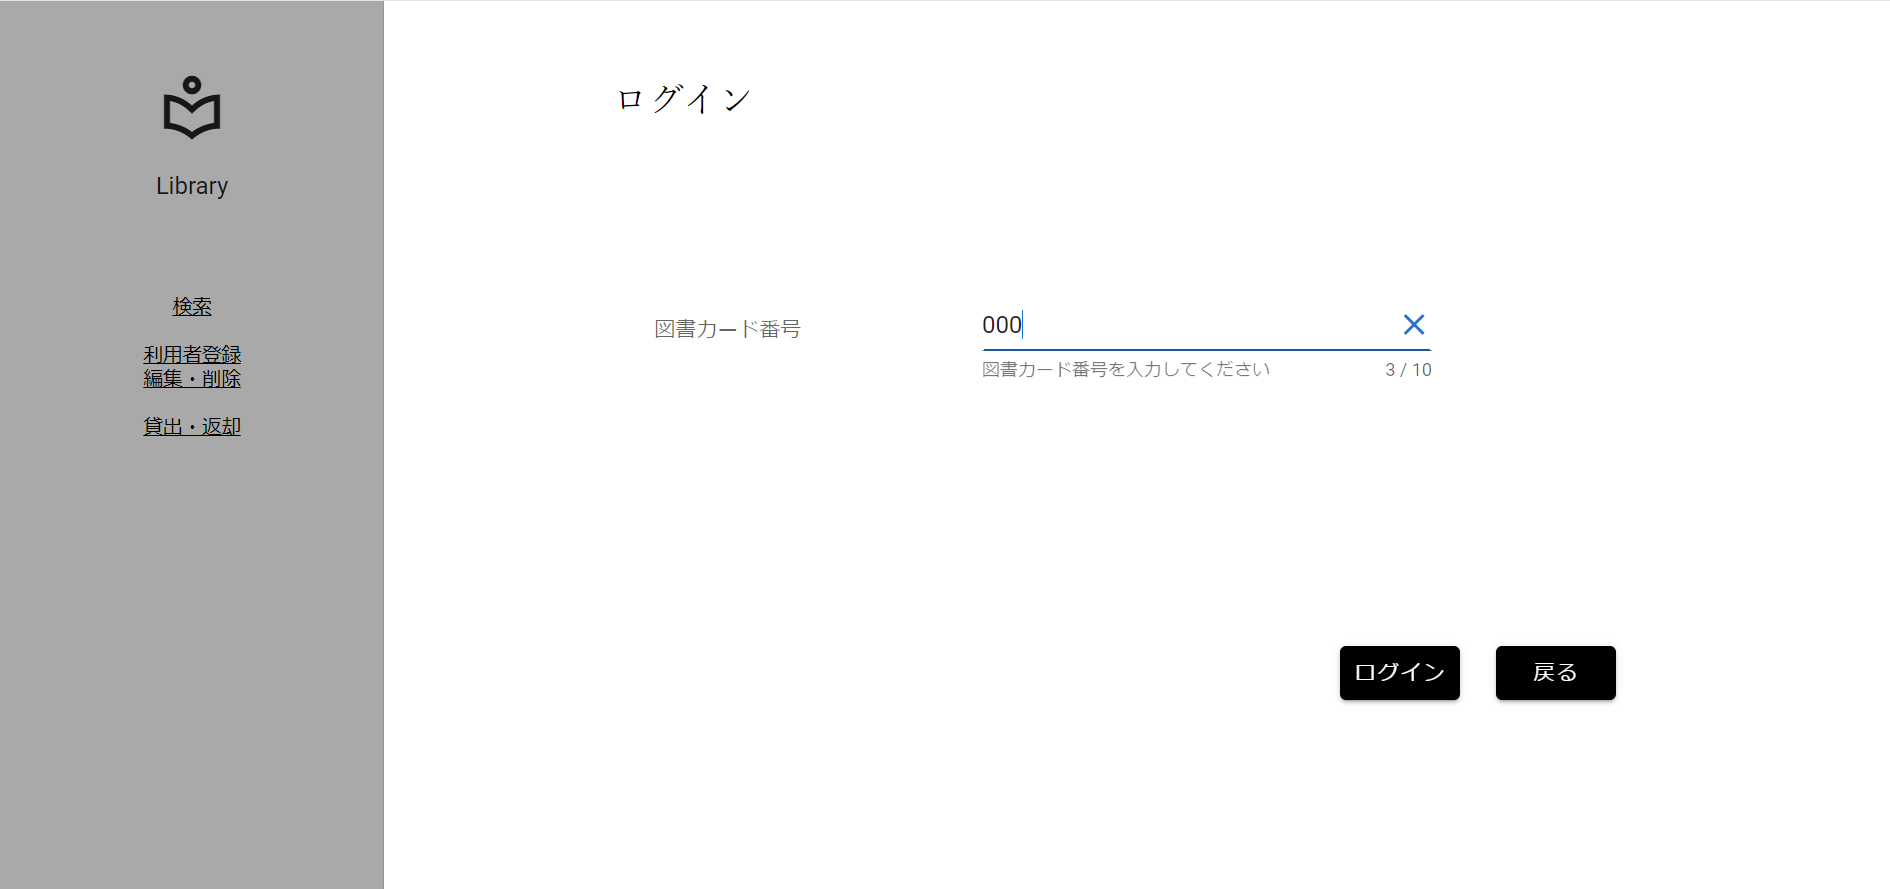 Library
検索
利用者登録
編集・削除
貸出・返却
ログイン
図書カード番号
000
図書カード番号を入力してください
3 / 10
ログイン
戻る